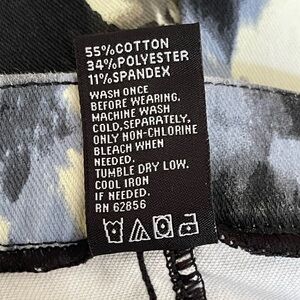 55%COTTON
34%POLYESTER
11%SPANDEX
WASH ONCE
BEFORE WEARING.
MACHINE WASH
COLD,SEPARATELY,
ONLY NON-CHLORINE
BLEACH WHEN
NEEDED.
TUMBLE DRY LOW.
COOL IRON
IF NEEDED.
RN 62856